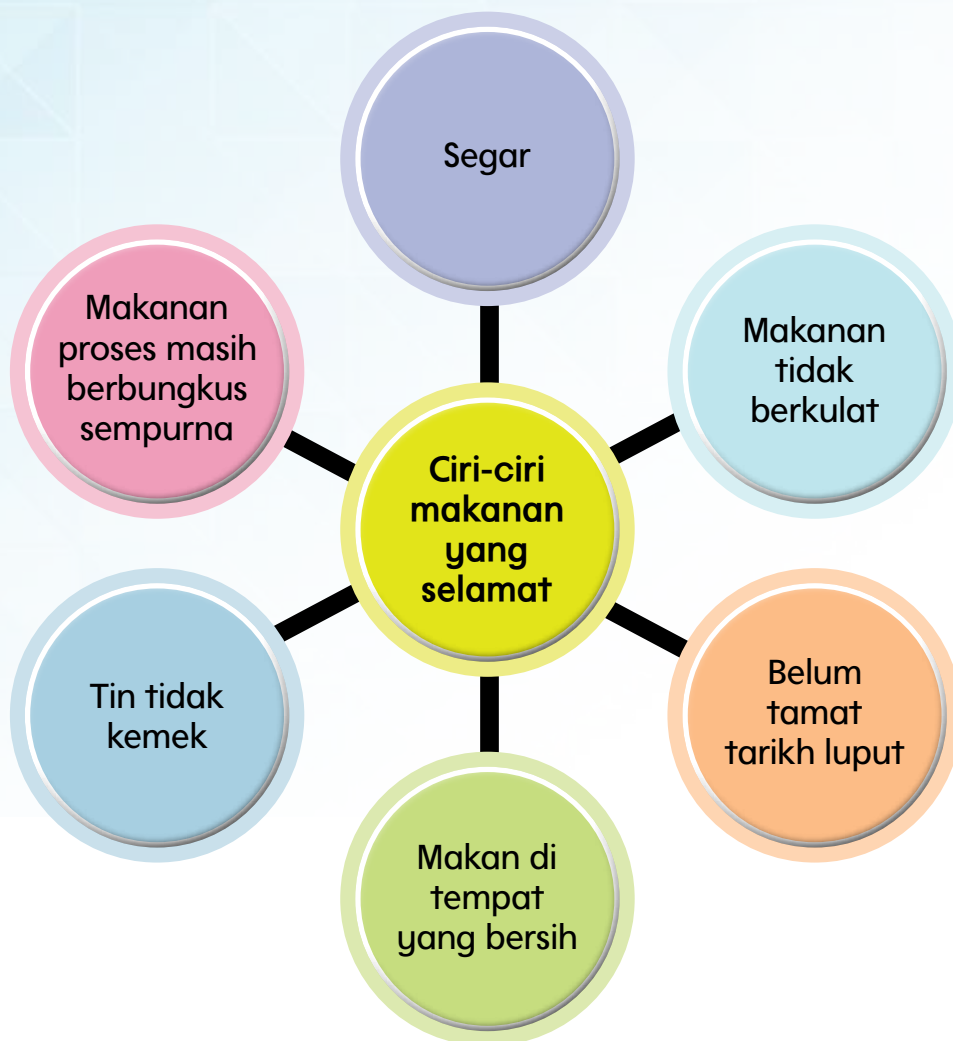 Segar
Makanan
tidak
berkulat
Belum
tamat
tarikh luput
Makan di
tempat
yang bersih
Tin tidak
kemek
Makanan
proses masih
berbungkus
sempurna
Ciri-ciri
makanan
yang
selamat